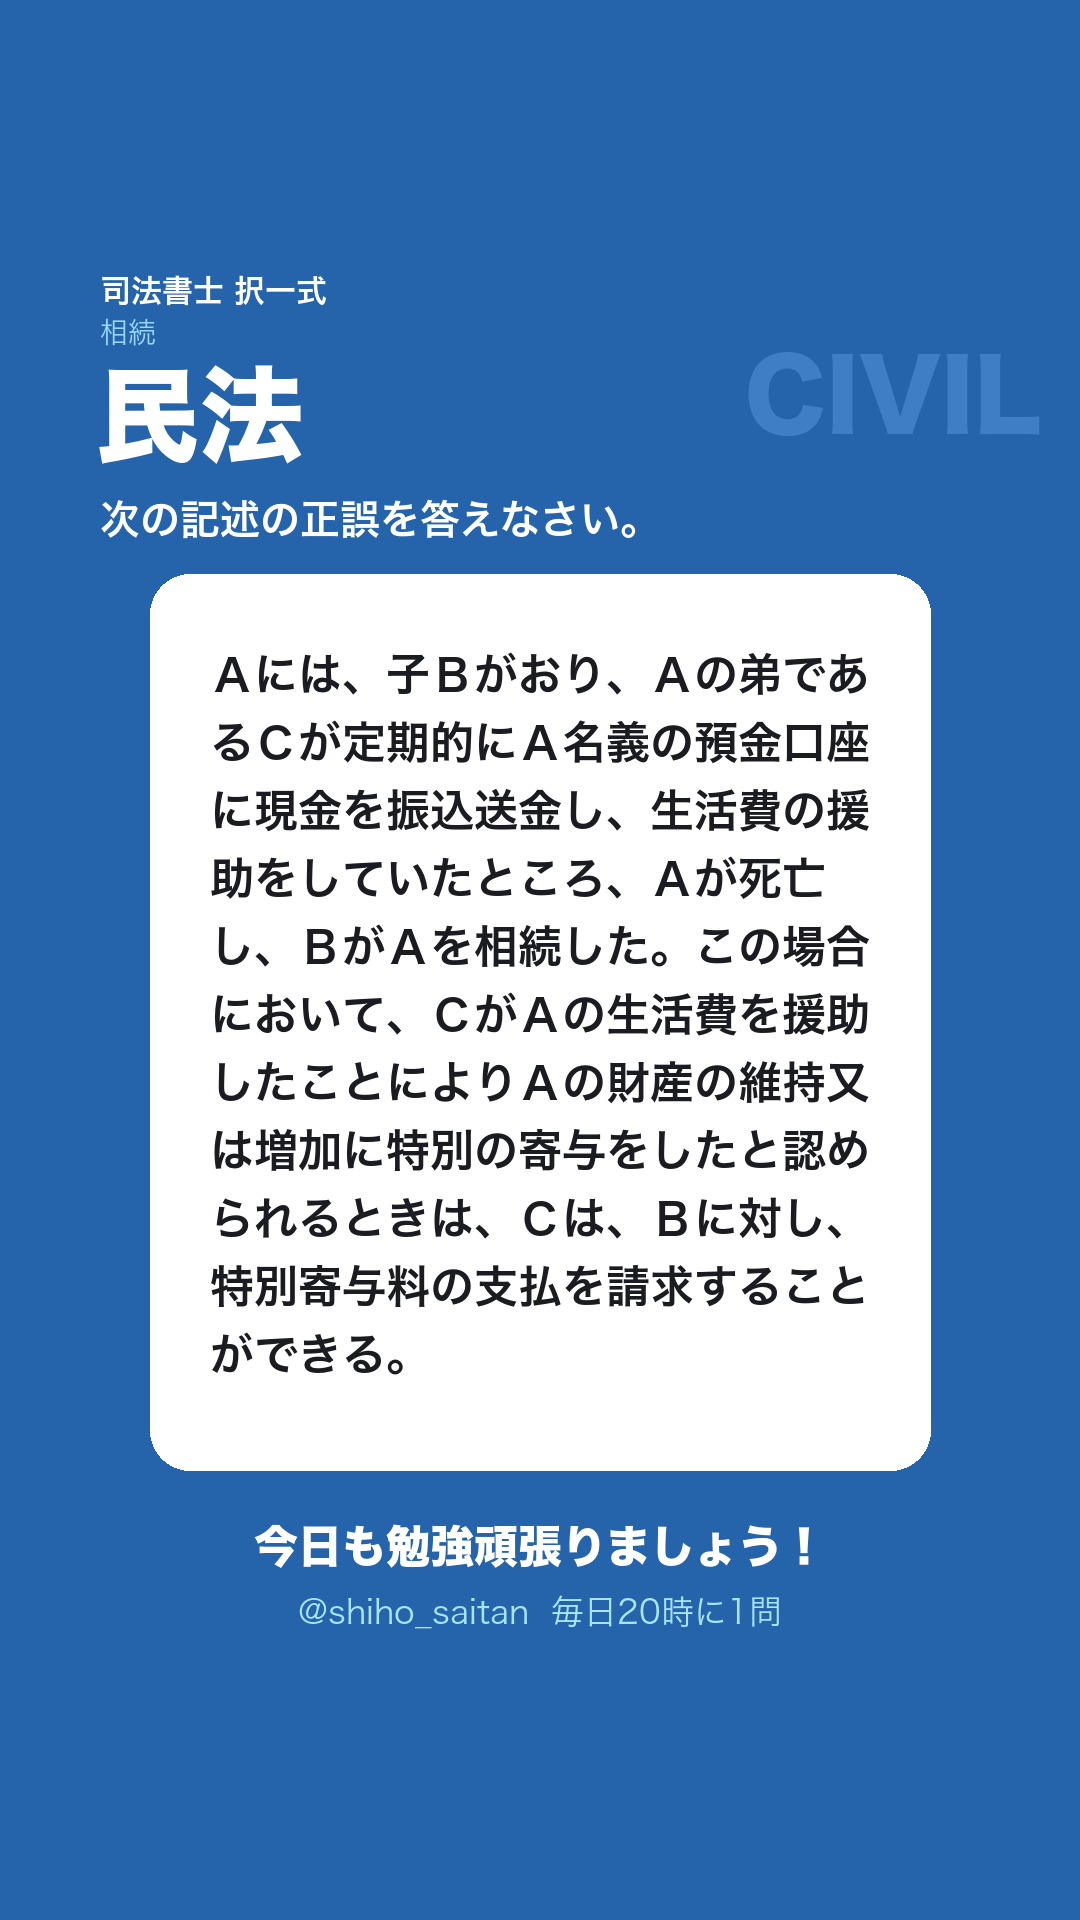 司法書士 択一式
相続
民法
CIVIL
次の記述の正誤を答えなさい。
Ａには、子Ｂがおり、Ａの弟であ
るＣが定期的にＡ名義の預金口座
に現金を振込送金し、生活費の援
助をしていたところ、Ａが死亡
し、ＢがＡを相続した。この場合
において、ＣがＡの生活費を援助
したことによりＡの財産の維持又
は増加に特別の寄与をしたと認め
られるときは、Ｃは、Ｂに対し、
特別寄与料の支払を請求すること
ができる。
今日も勉強頑張りましょう！
@shiho_saitan 毎日20時に1問